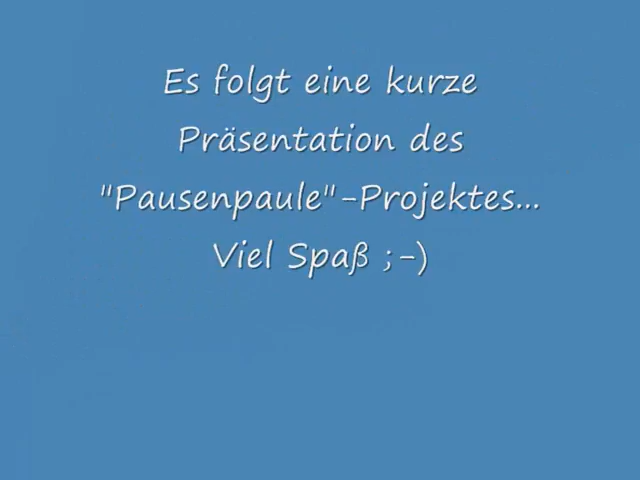 Es folgt eine kurze
Präsentation des
"Pausenpaule"-Projektes...
Viel Spaß ;-)